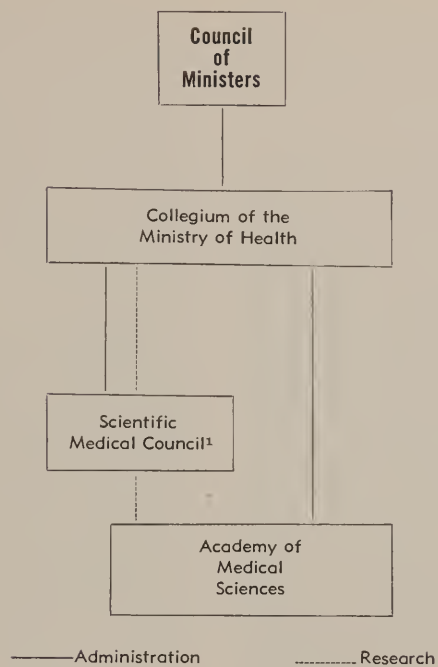 Council
of
Ministers
Collegium of the
Ministry of Health
Scientific
Medical Council¹
Academy of
Medical
Sciences
Administration
Research